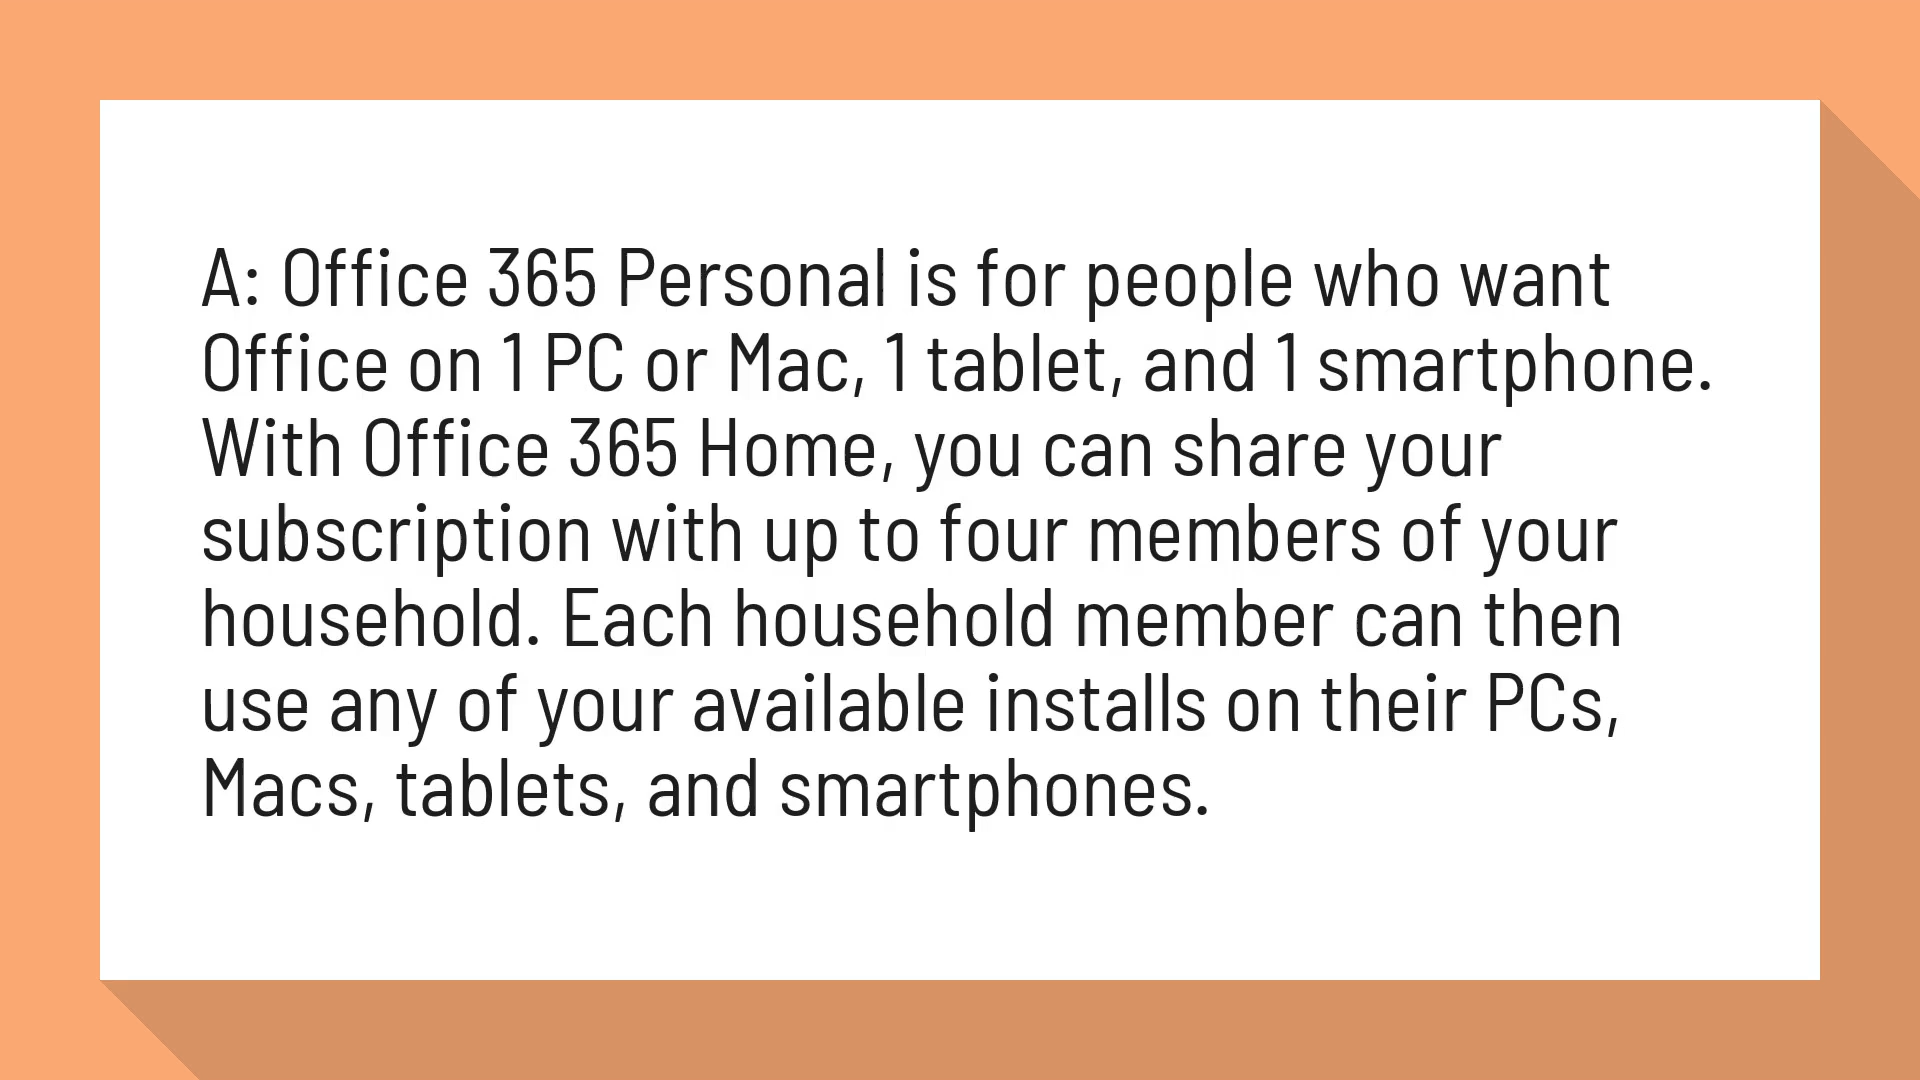 A: Office 365 Personal is for people who want
Office on 1 PC or Mac, 1 tablet, and 1 smartphone.
With Office 365 Home, you can share your
subscription with up to four members of your
household. Each household member can then
use any of your available installs on their PCs,
Macs, tablets, and smartphones.